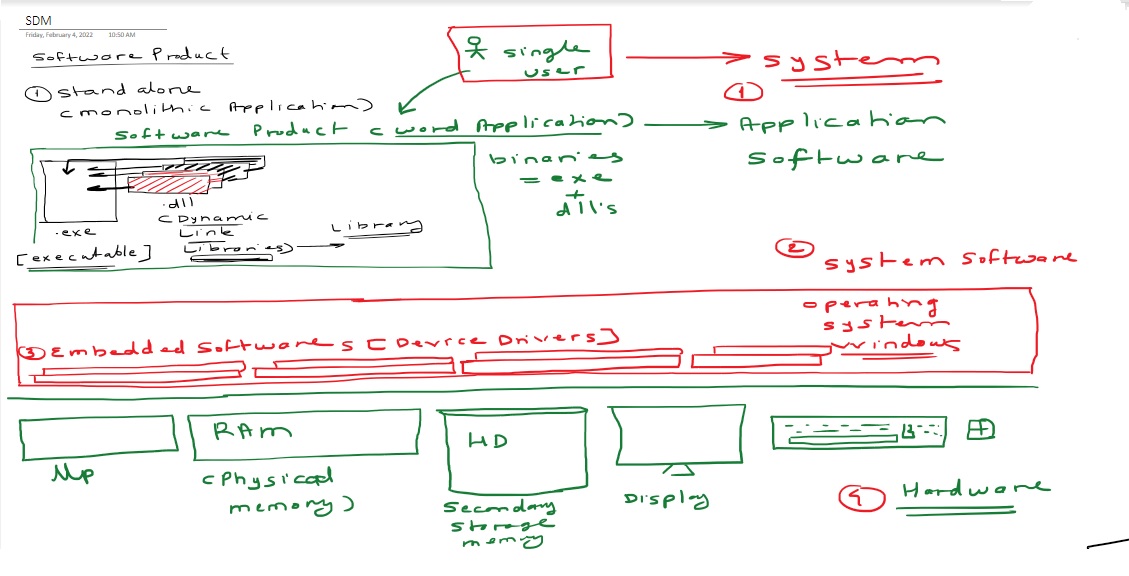 SDM
Friday, February 4, 2022 10:50 AM
Software Product
① stand alone
(monolithic Application)
single
user
system
①
Software Product (word Application)
Application
Software
binaries
= exe
+
dll's
.exe
[executable]
.dll
(Dynamic
Link
Libraries)
Library
② system software
operating
system
windows
③ Embedded Softwares [Device Drivers]
Mp
RAM
(Physical
memory)
HD
Secondary
storage
memory
Display
④ Hardware